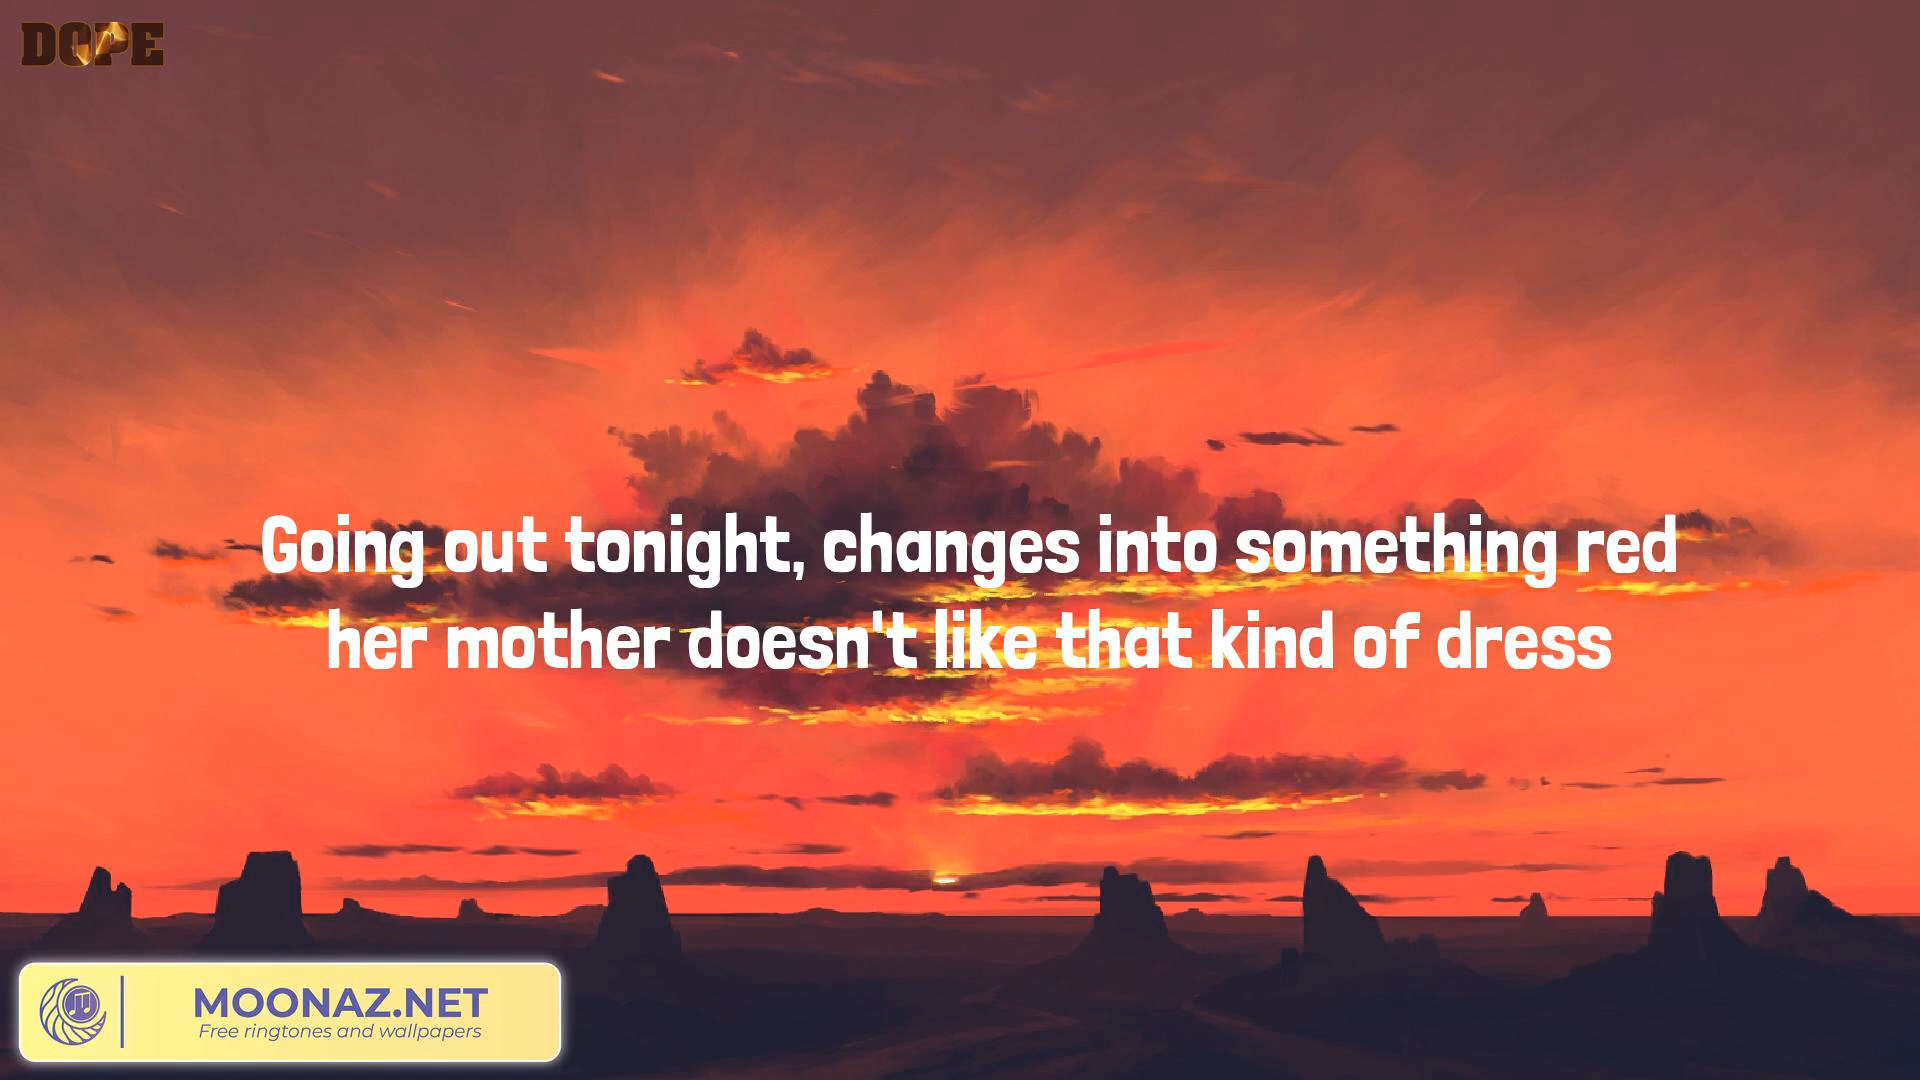 DOPE
Going out tonight, changes into something red
her mother doesn't like that kind of dress
MOONAZ.NET
Free ringtones and wallpapers